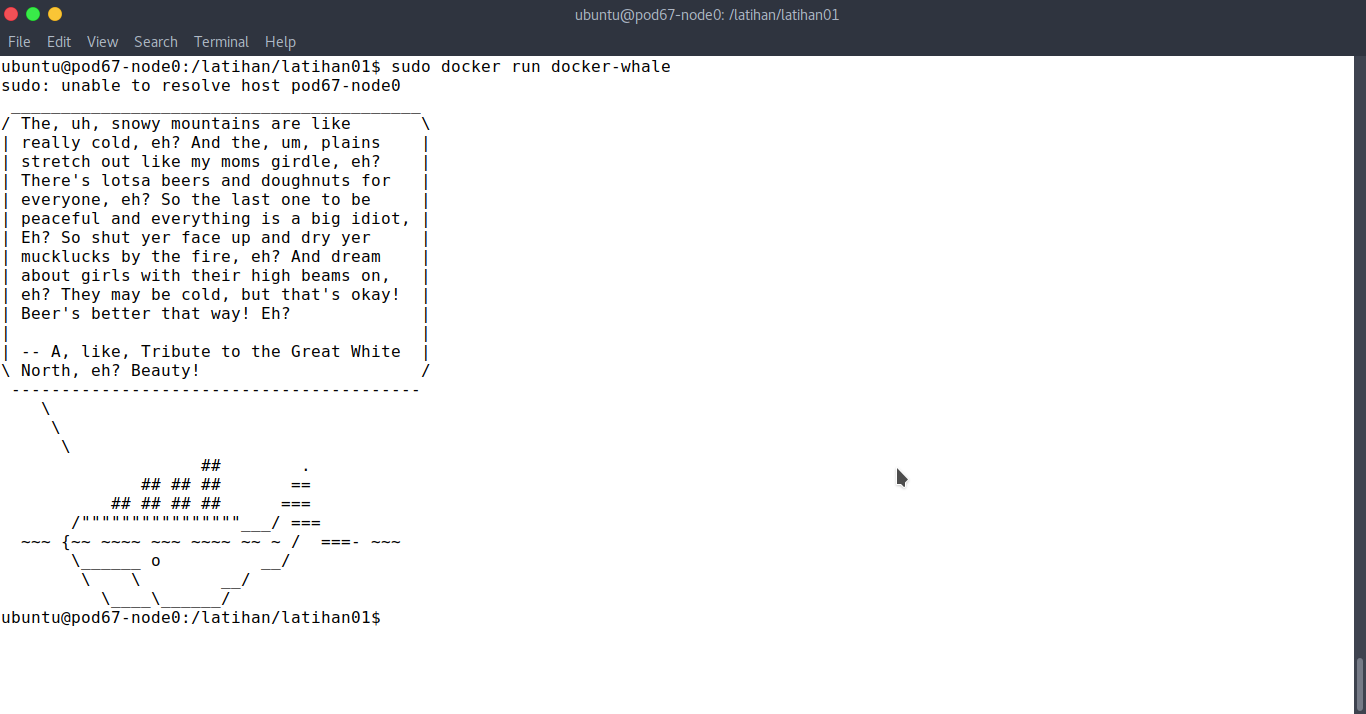 ubuntu@pod67-node0: /latihan/latihan01
File Edit View Search Terminal Help
ubuntu@pod67-node0:/latihan/latihan01$ sudo docker run docker-whale
sudo: unable to resolve host pod67-node0
 _________________________________________
/ The, uh, snowy mountains are like       \
| really cold, eh? And the, um, plains    |
| stretch out like my moms girdle, eh?    |
| There's lotsa beers and doughnuts for   |
| everyone, eh? So the last one to be     |
| peaceful and everything is a big idiot, |
| Eh? So shut yer face up and dry yer     |
| mucklucks by the fire, eh? And dream    |
| about girls with their high beams on,   |
| eh? They may be cold, but that's okay!  |
| Beer's better that way! Eh?             |
|                                         |
| -- A, like, Tribute to the Great White  |
\ North, eh? Beauty!                      /
 -----------------------------------------
    \
     \
      \
                    ##        .
              ## ## ##       ==
           ## ## ## ##      ===
       /""""""""""""""""___/ ===
  ~~~ {~~ ~~~~ ~~~ ~~~~ ~~ ~ /  ===- ~~~
       \______ o          __/
        \    \        __/
          \____\______/
ubuntu@pod67-node0:/latihan/latihan01$